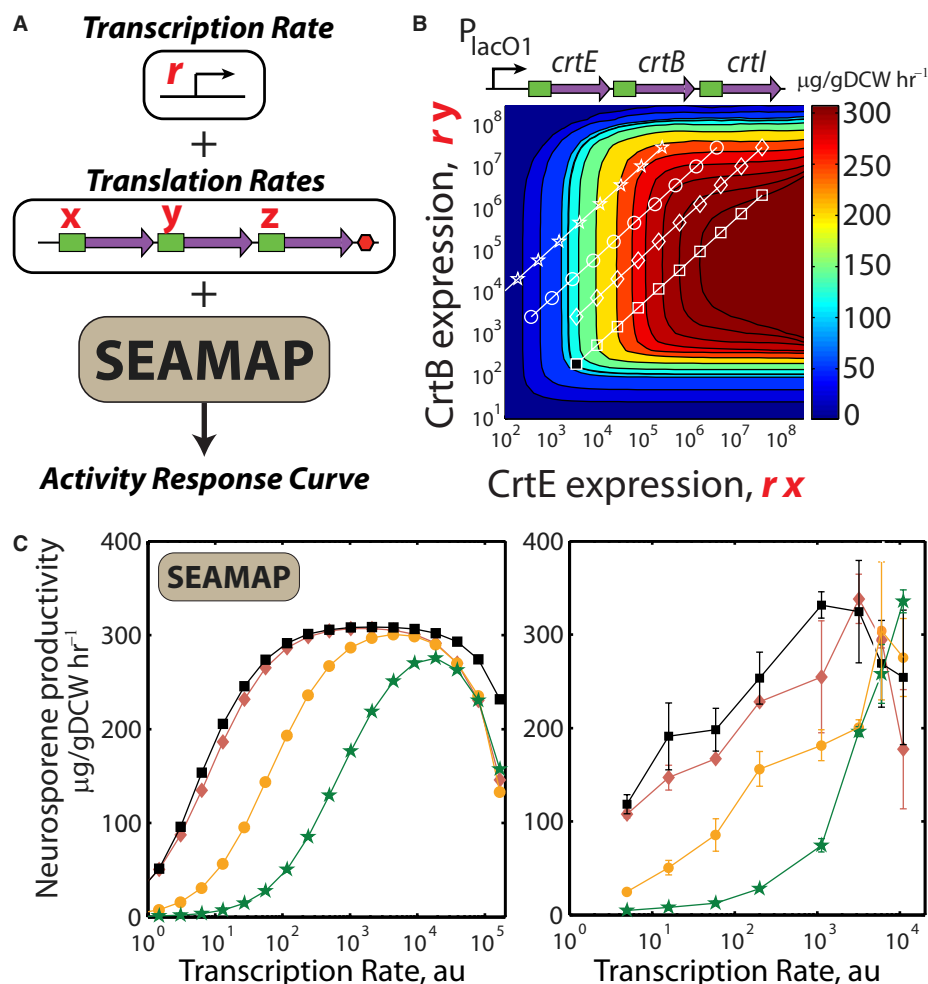 A
Transcription Rate
r
+
Translation Rates
x y z
+
SEAMAP
Activity Response Curve
B
PlacO1
crtE crtB crtI
μg/gDCW hr⁻¹
CrtB expression, r y
10⁸
10⁷
10⁶
10⁵
10⁴
10³
10²
10¹
10² 10³ 10⁴ 10⁵ 10⁶ 10⁷ 10⁸
CrtE expression, r x
300
250
200
150
100
50
0
C
Neurosporene productivity
μg/gDCW hr⁻¹
400
300
200
100
0
SEAMAP
10⁰ 10¹ 10² 10³ 10⁴ 10⁵
Transcription Rate, au
400
300
200
100
0
10⁰ 10¹ 10² 10³ 10⁴
Transcription Rate, au